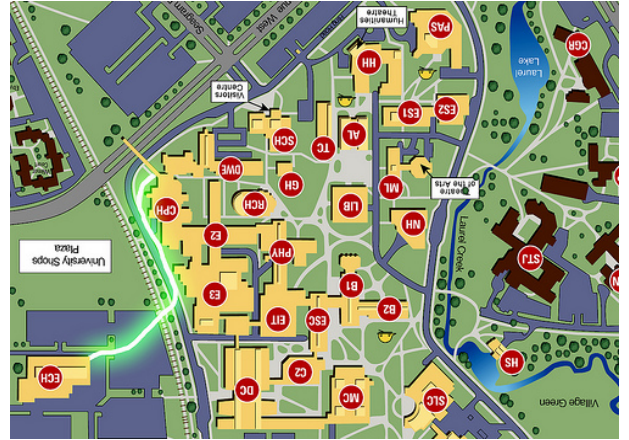 Village Green
SLC
MC
C2
DC
ECH
HS
B2
B1
ESC
EIT
E3
STJ
Laurel Creek
NH
PHY
E2
University Shops
Plaza
LIB
RCH
CPH
ML
Theatre
of the Arts
GH
DWE
ES2
ES1
AL
TC
SCH
Visitors
Centre
Laurel
Lake
CGR
PAS
HH
Humanities
Theatre
Seagram
West